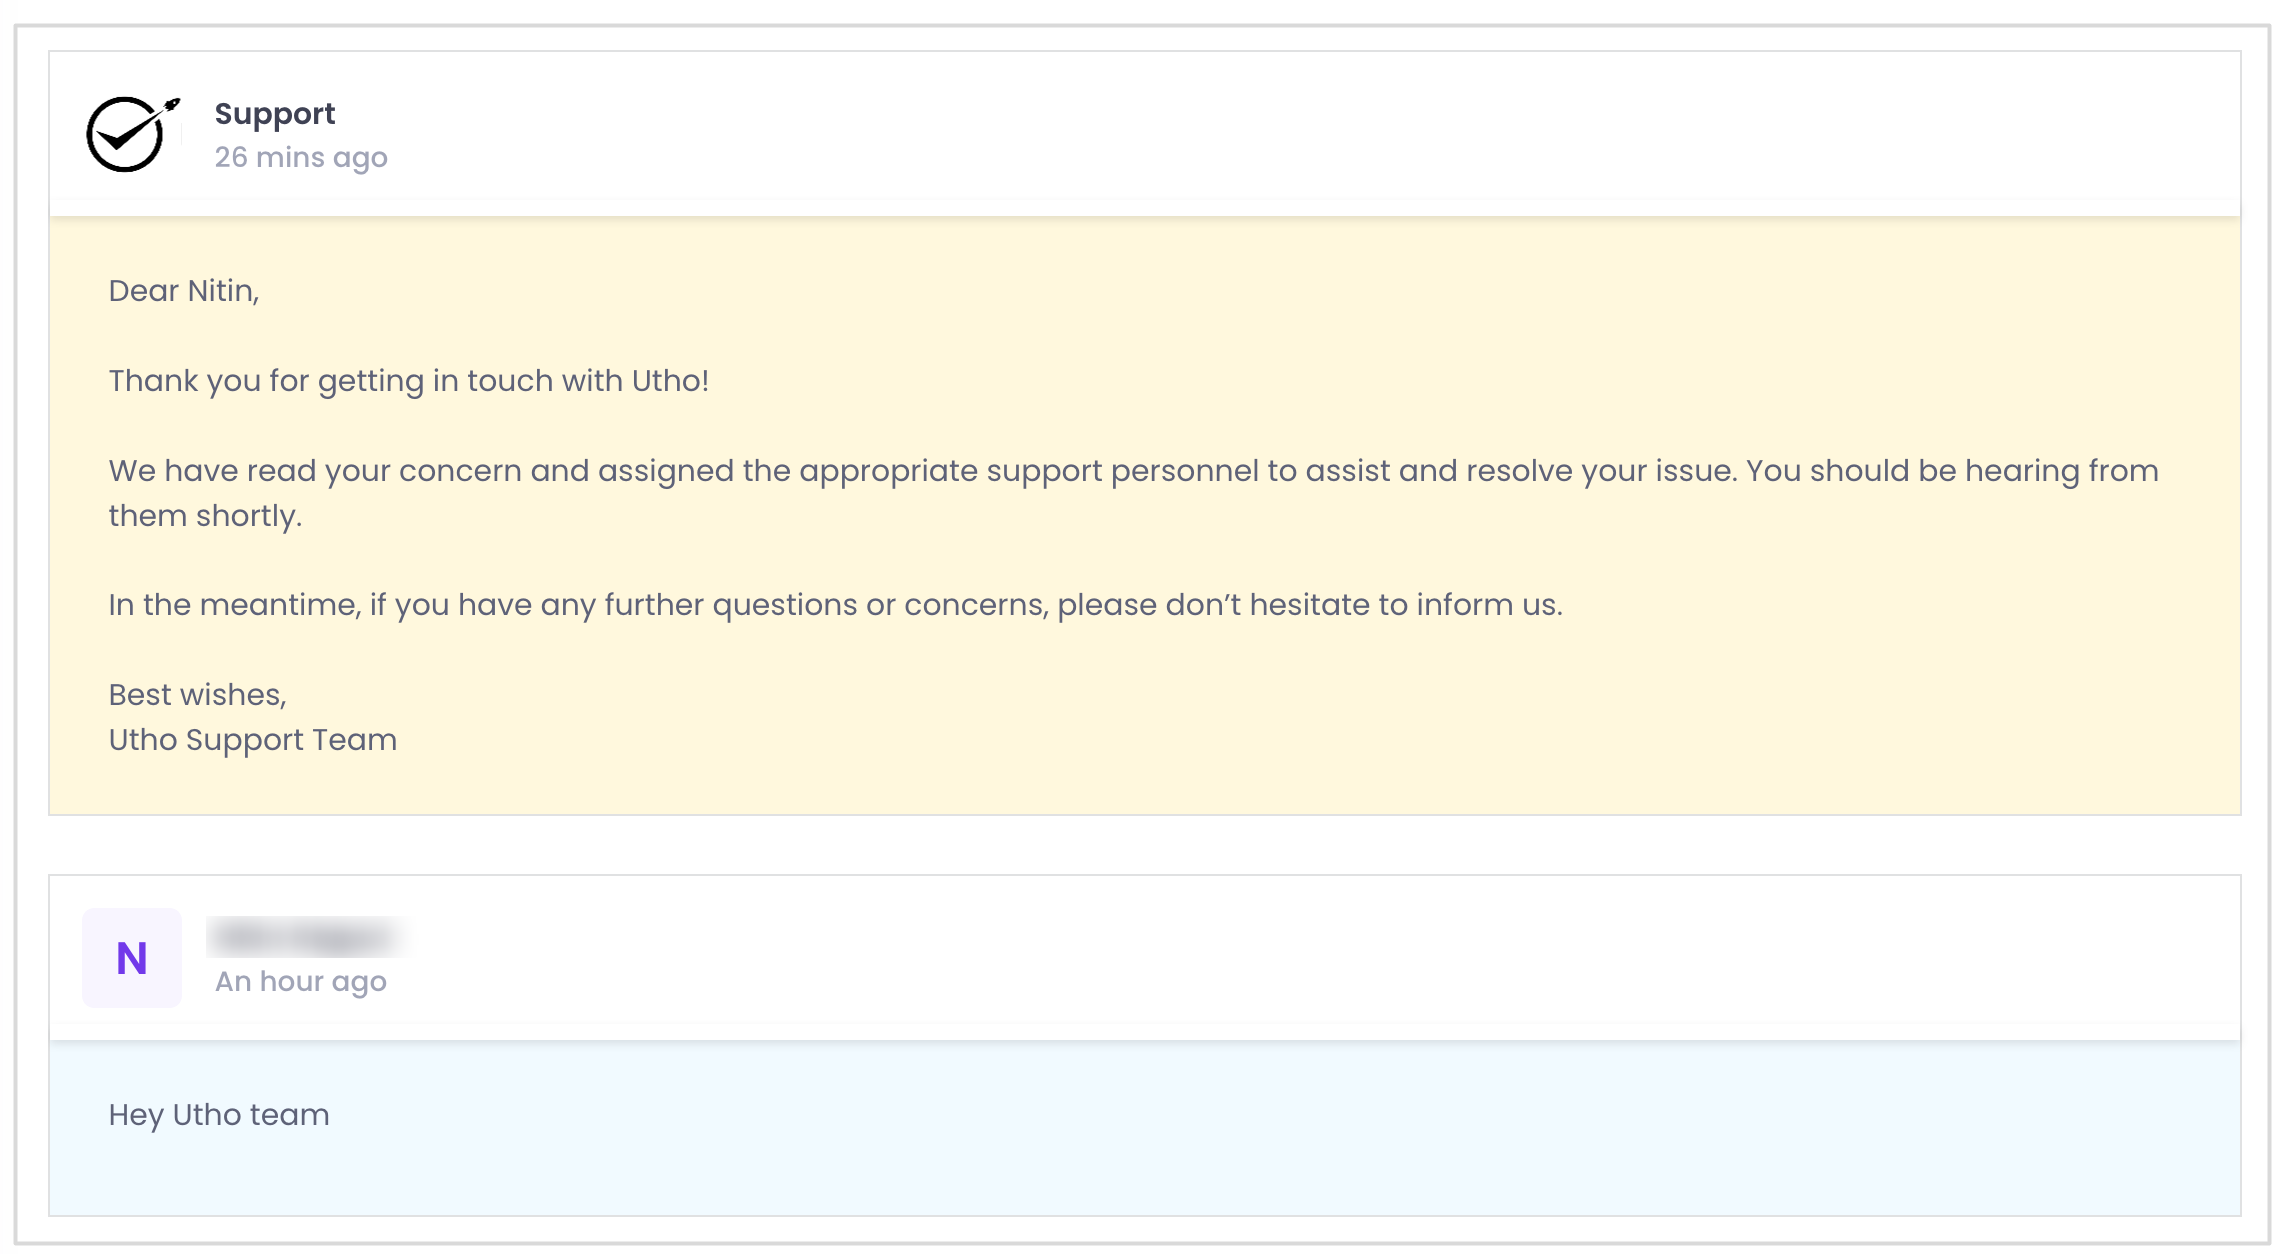 Support
26 mins ago
Dear Nitin,
Thank you for getting in touch with Utho!
We have read your concern and assigned the appropriate support personnel to assist and resolve your issue. You should be hearing from
them shortly.
In the meantime, if you have any further questions or concerns, please don’t hesitate to inform us.
Best wishes,
Utho Support Team
N
An hour ago
Hey Utho team